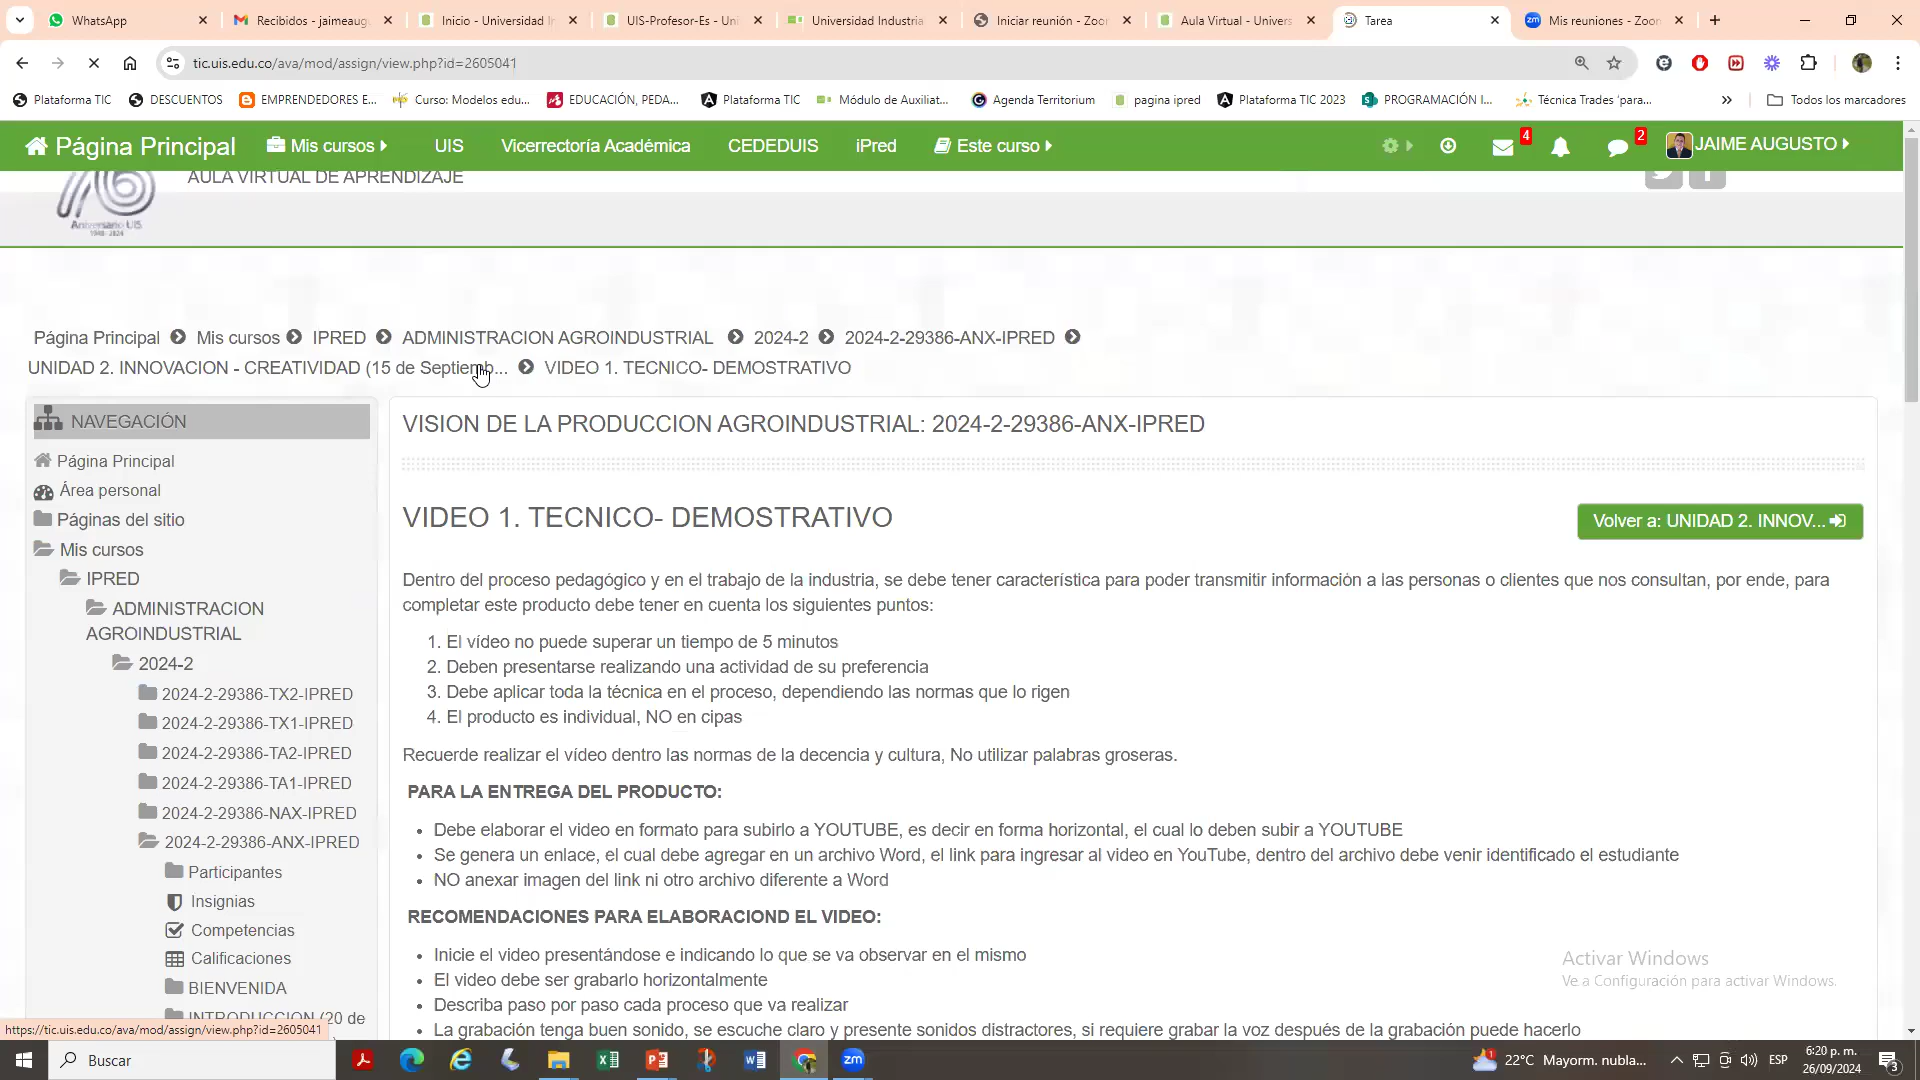 WhatsApp
Recibidos - jaimeaug
Inicio - Universidad In
UIS-Profesor-Es - Uni
Universidad Industria
Iniciar reunión - Zoon
Aula Virtual - Univers
Tarea
Mis reuniones - Zoom
tic.uis.edu.co/ava/mod/assign/view.php?id=2605041
Plataforma TIC
DESCUENTOS
EMPRENDEDORES E...
Curso: Modelos edu...
EDUCACIÓN, PEDA...
Plataforma TIC
Módulo de Auxiliat...
Agenda Territorium
pagina ipred
Plataforma TIC 2023
PROGRAMACIÓN I...
Técnica Trades 'para...
Todos los marcadores
Página Principal
Mis cursos
UIS
Vicerrectoría Académica
CEDEDUIS
iPred
Este curso
4
2
JAIME AUGUSTO
AULA VIRTUAL DE APRENDIZAJE
Aniversario UIS
1948 - 2024
Página Principal Mis cursos IPRED ADMINISTRACION AGROINDUSTRIAL 2024-2 2024-2-29386-ANX-IPRED
UNIDAD 2. INNOVACION - CREATIVIDAD (15 de Septiemb... VIDEO 1. TECNICO- DEMOSTRATIVO
NAVEGACIÓN
Página Principal
Área personal
Páginas del sitio
Mis cursos
IPRED
ADMINISTRACION
AGROINDUSTRIAL
2024-2
2024-2-29386-TX2-IPRED
2024-2-29386-TX1-IPRED
2024-2-29386-TA2-IPRED
2024-2-29386-TA1-IPRED
2024-2-29386-NAX-IPRED
2024-2-29386-ANX-IPRED
Participantes
Insignias
Competencias
Calificaciones
BIENVENIDA
INTRODUCCION (20 de
VISION DE LA PRODUCCION AGROINDUSTRIAL: 2024-2-29386-ANX-IPRED
VIDEO 1. TECNICO- DEMOSTRATIVO
Volver a: UNIDAD 2. INNOV...
Dentro del proceso pedagógico y en el trabajo de la industria, se debe tener característica para poder transmitir información a las personas o clientes que nos consultan, por ende, para
completar este producto debe tener en cuenta los siguientes puntos:
1. El vídeo no puede superar un tiempo de 5 minutos
2. Deben presentarse realizando una actividad de su preferencia
3. Debe aplicar toda la técnica en el proceso, dependiendo las normas que lo rigen
4. El producto es individual, NO en cipas
Recuerde realizar el vídeo dentro las normas de la decencia y cultura, No utilizar palabras groseras.
PARA LA ENTREGA DEL PRODUCTO:
• Debe elaborar el video en formato para subirlo a YOUTUBE, es decir en forma horizontal, el cual lo deben subir a YOUTUBE
• Se genera un enlace, el cual debe agregar en un archivo Word, el link para ingresar al video en YouTube, dentro del archivo debe venir identificado el estudiante
• NO anexar imagen del link ni otro archivo diferente a Word
RECOMENDACIONES PARA ELABORACIOND EL VIDEO:
• Inicie el video presentándose e indicando lo que se va observar en el mismo
• El video debe ser grabarlo horizontalmente
• Describa paso por paso cada proceso que va realizar
• La grabación tenga buen sonido, se escuche claro y presente sonidos distractores, si requiere grabar la voz después de la grabación puede hacerlo
Activar Windows
Ve a Configuración para activar Windows.
https://tic.uis.edu.co/ava/mod/assign/view.php?id=2605041
Buscar
22°C Mayorm. nubla...
ESP
6:20 p. m.
26/09/2024
3